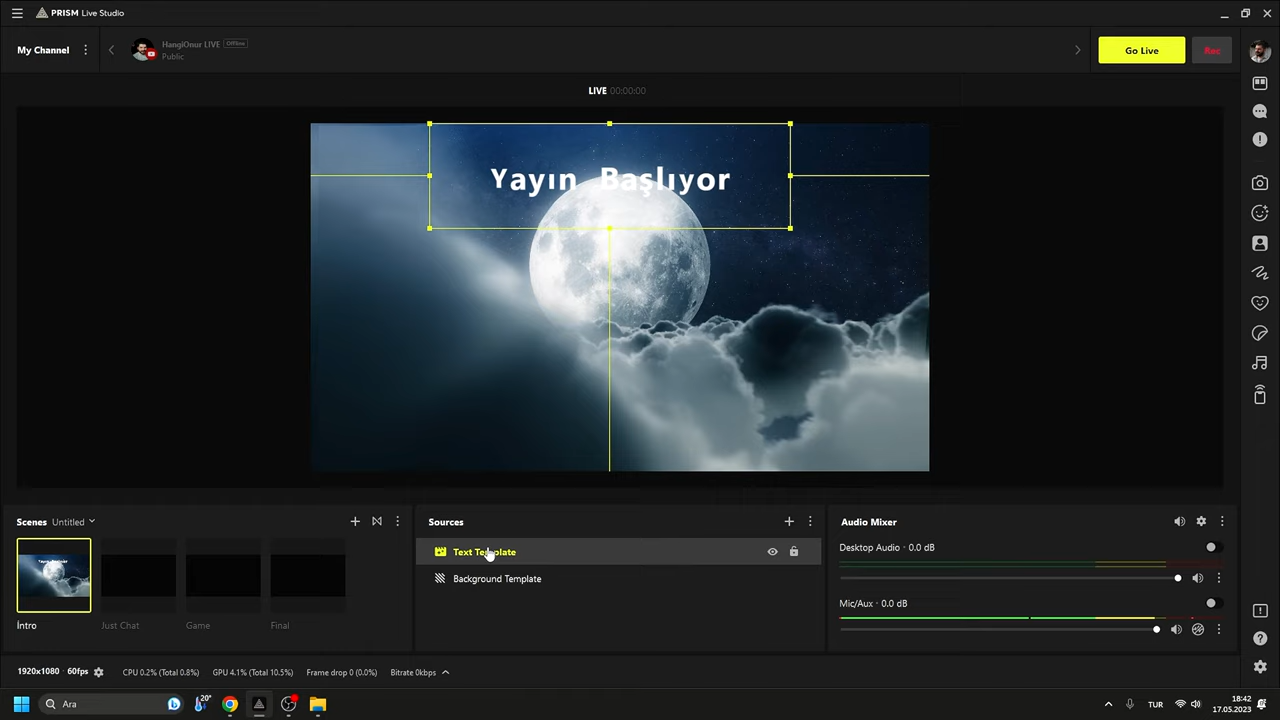 PRISM Live Studio
My Channel
HangiOnur LIVE Offline
Public
Go Live
Rec
LIVE 00:00:00
Yayın Başlıyor
Scenes Untitled
Intro
Just Chat
Game
Final
Sources
Text Template
Background Template
Audio Mixer
Desktop Audio · 0.0 dB
Mic/Aux · 0.0 dB
1920x1080 · 60fps
CPU 0.2% (Total 0.8%)
GPU 4.1% (Total 10.5%)
Frame drop 0 (0.0%)
Bitrate 0kbps
Ara
20°
TUR
18:42
17.05.2023